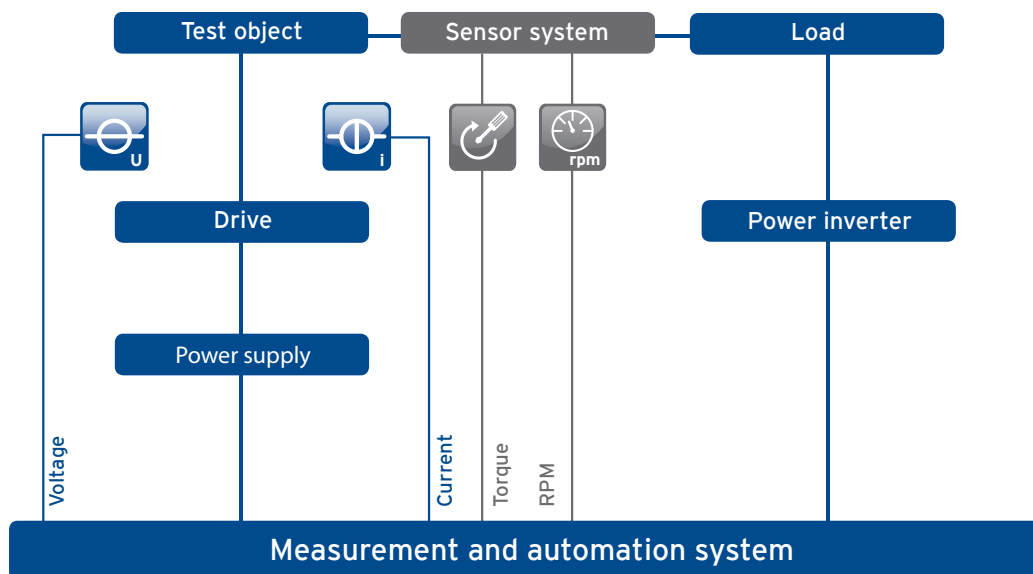 Test object
Sensor system
Load
U
i
rpm
Drive
Power inverter
Power supply
Voltage
Current
Torque
RPM
Measurement and automation system